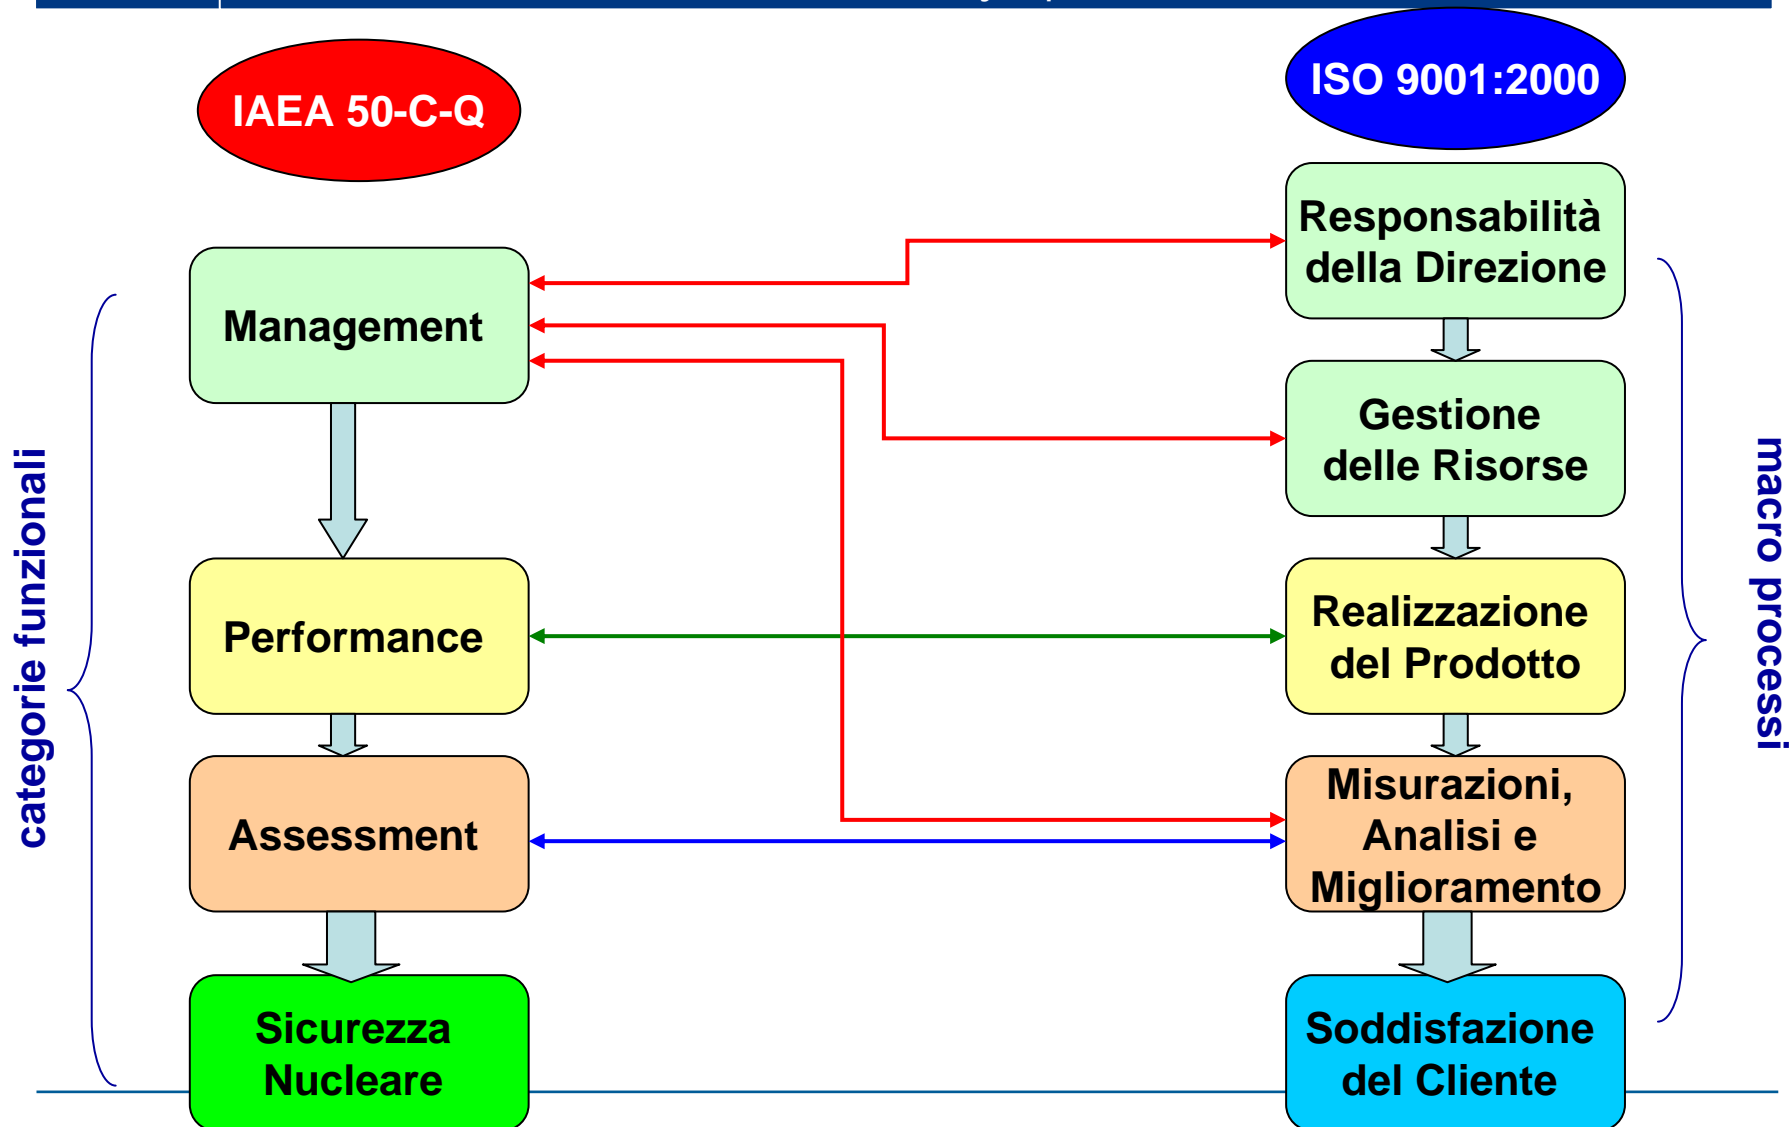 IAEA 50-C-Q
ISO 9001:2000
categorie funzionali
Management
Performance
Assessment
Sicurezza
Nucleare
Responsabilità
della Direzione
Gestione
delle Risorse
Realizzazione
del Prodotto
Misurazioni,
Analisi e
Miglioramento
Soddisfazione
del Cliente
macro processi